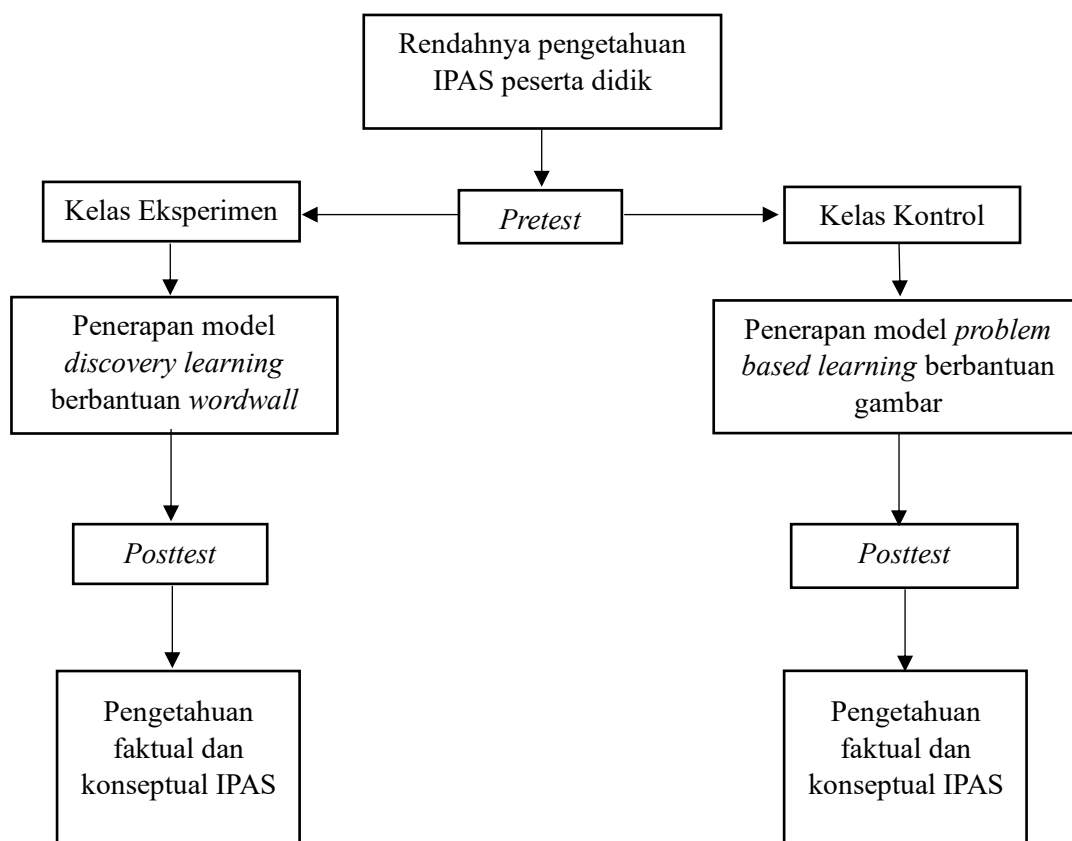 Rendahnya pengetahuan
IPAS peserta didik
Kelas Eksperimen
Pretest
Kelas Kontrol
Penerapan model
discovery learning
berbantuan wordwall
Penerapan model problem
based learning berbantuan
gambar
Posttest
Posttest
Pengetahuan
faktual dan
konseptual IPAS
Pengetahuan
faktual dan
konseptual IPAS